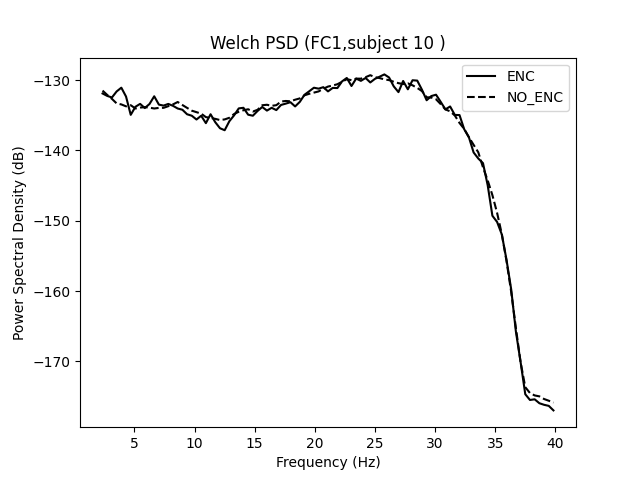 Welch PSD (FC1,subject 10 )
ENC
NO_ENC
Power Spectral Density (dB)
−130
−140
−150
−160
−170
5 10 15 20 25 30 35 40
Frequency (Hz)